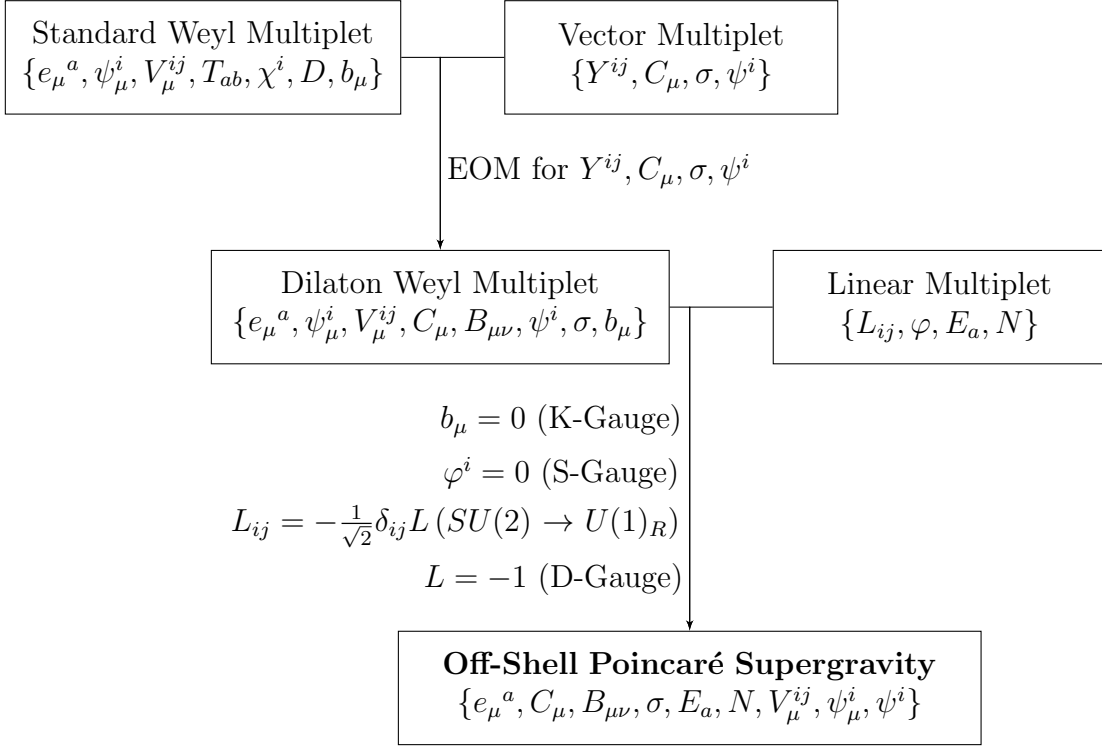 Standard Weyl Multiplet
{e_μ^a, ψ_μ^i, V_μ^{ij}, T_{ab}, χ^i, D, b_μ}
Vector Multiplet
{Y^{ij}, C_μ, σ, ψ^i}
EOM for Y^{ij}, C_μ, σ, ψ^i
Dilaton Weyl Multiplet
{e_μ^a, ψ_μ^i, V_μ^{ij}, C_μ, B_{μν}, ψ^i, σ, b_μ}
Linear Multiplet
{L_{ij}, φ, E_a, N}
b_μ = 0 (K-Gauge)
φ^i = 0 (S-Gauge)
L_{ij} = -\frac{1}{\sqrt{2}} δ_{ij} L (SU(2) → U(1)_R)
L = −1 (D-Gauge)
Off-Shell Poincaré Supergravity
{e_μ^a, C_μ, B_{μν}, σ, E_a, N, V_μ^{ij}, ψ_μ^i, ψ^i}